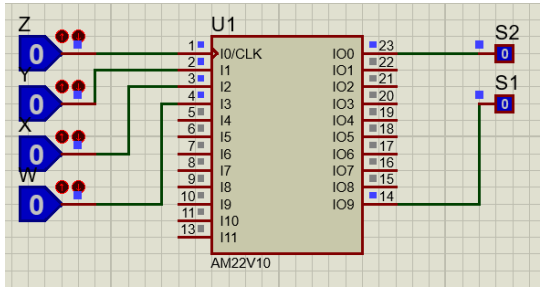 Z
0
Y
0
X
0
W
0
U1
1
2
3
4
5
6
7
8
9
10
11
13
I0/CLK
I1
I2
I3
I4
I5
I6
I7
I8
I9
I10
I11
IO0
IO1
IO2
IO3
IO4
IO5
IO6
IO7
IO8
IO9
23
22
21
20
19
18
17
16
15
14
AM22V10
S2
0
S1
0